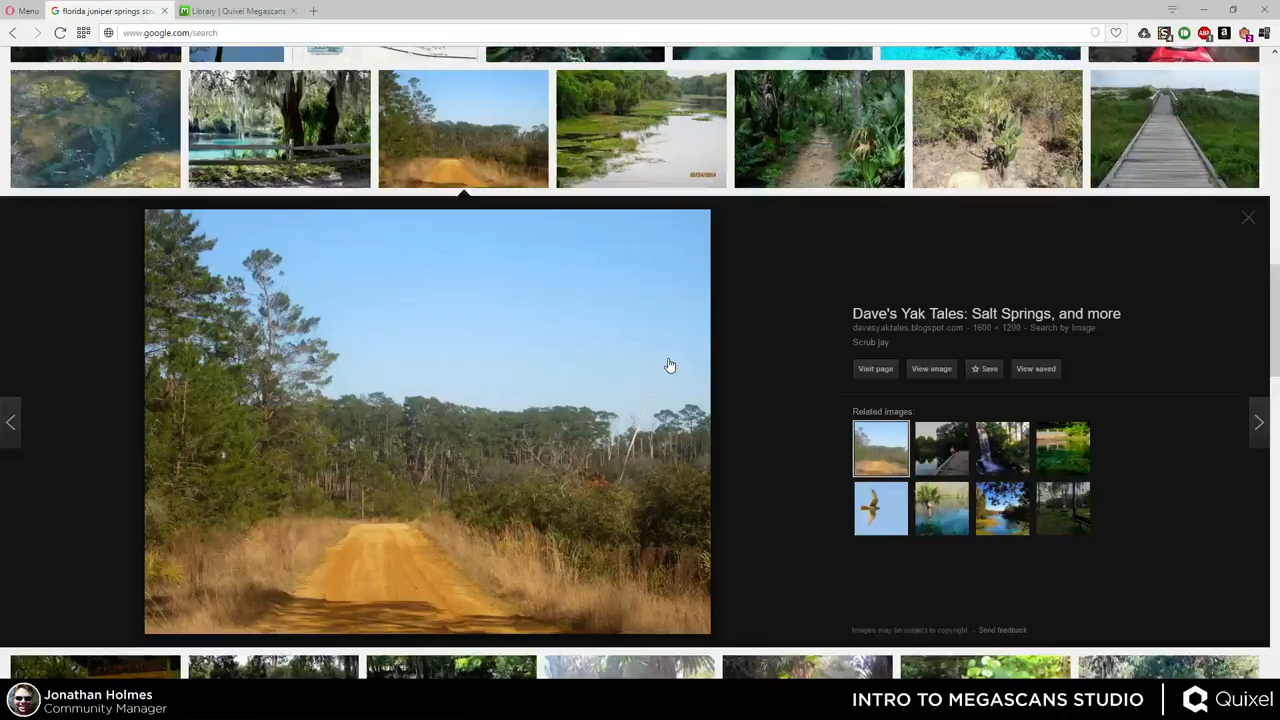 Menu
florida juniper springs scru
Library | Quixel Megascans
www.google.com/search
Dave's Yak Tales: Salt Springs, and more
davesyaktales.blogspot.com - 1600 × 1200 - Search by Image
Scrub jay
Visit page
View image
Save
View saved
Related images:
Images may be subject to copyright. - Send feedback
Jonathan Holmes
Community Manager
INTRO TO MEGASCANS STUDIO
Quixel